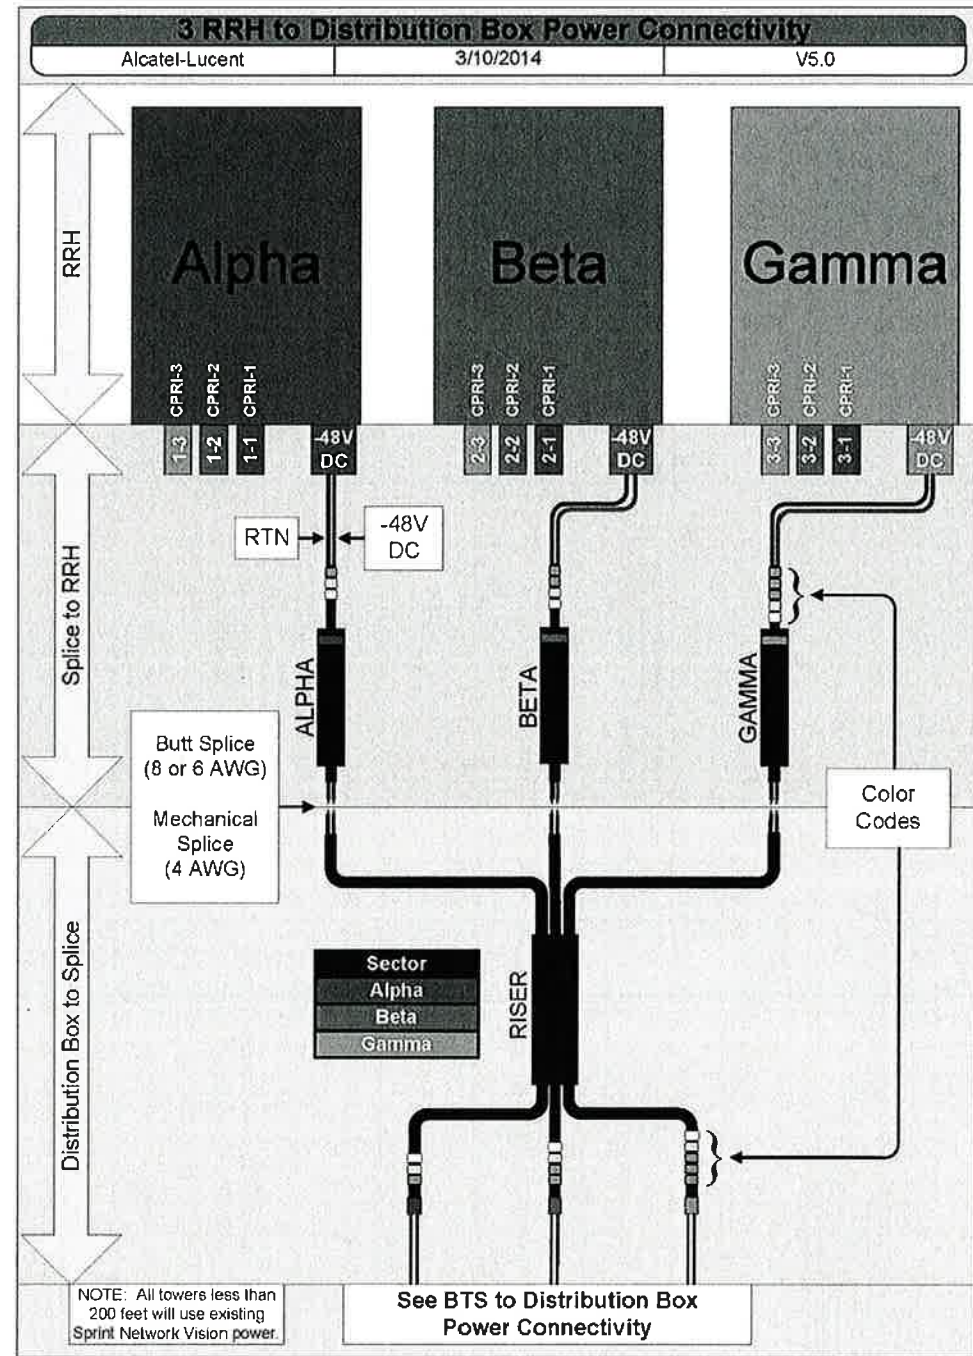 3 RRH to Distribution Box Power Connectivity
Alcatel-Lucent
3/10/2014
V5.0
RRH
Alpha
Beta
Gamma
CPRI-3
CPRI-2
CPRI-1
CPRI-3
CPRI-2
CPRI-1
CPRI-3
CPRI-2
CPRI-1
1-3
1-2
1-1
-48V
DC
2-3
2-2
2-1
-48V
DC
3-3
3-2
3-1
-48V
DC
Splice to RRH
RTN
-48V
DC
ALPHA
BETA
GAMMA
Butt Splice
(8 or 6 AWG)
Mechanical
Splice
(4 AWG)
Color
Codes
Distribution Box to Splice
Sector
Alpha
Beta
Gamma
RISER
NOTE: All towers less than
200 feet will use existing
Sprint Network Vision power.
See BTS to Distribution Box
Power Connectivity